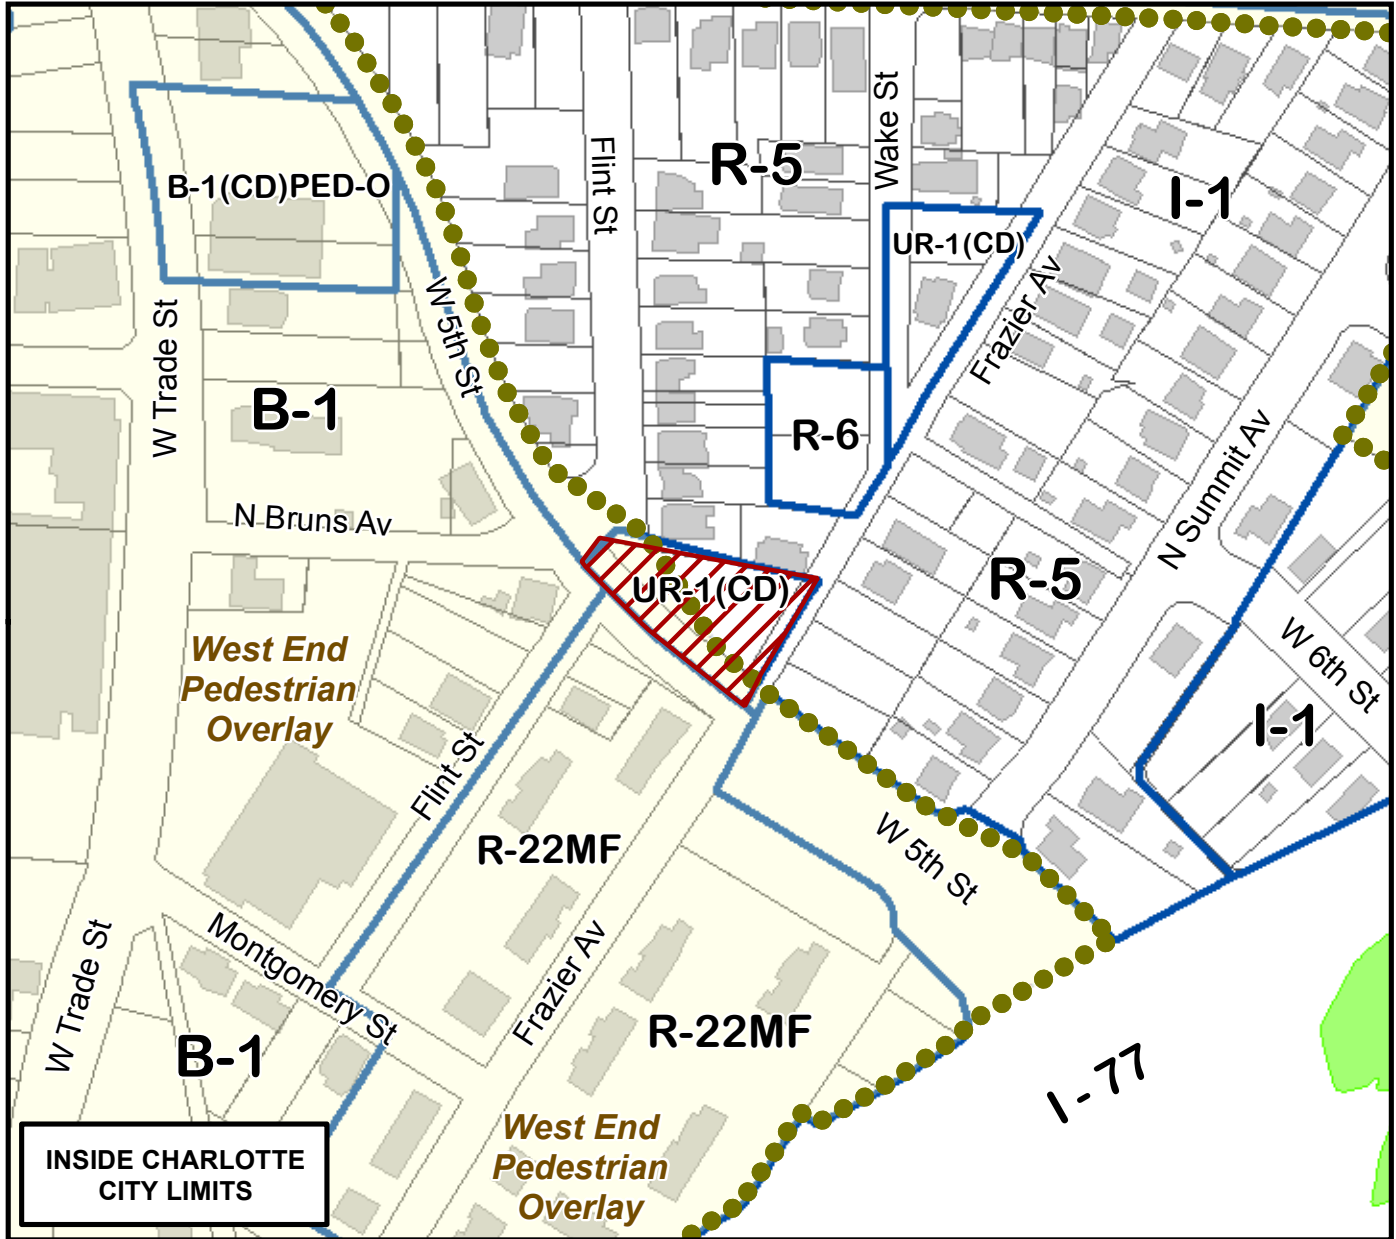 Flint St
R-5
Wake St
I-1
B-1(CD)PED-O
UR-1(CD)
W 5th St
W Trade St
Frazier Av
B-1
R-6
N Summit Av
N Bruns Av
R-5
UR-1(CD)
West End
Pedestrian
Overlay
W 6th St
I-1
Flint St
R-22MF
W 5th St
Montgomery St
Frazier Av
W Trade St
B-1
R-22MF
I - 77
West End
Pedestrian
Overlay
INSIDE CHARLOTTE
CITY LIMITS